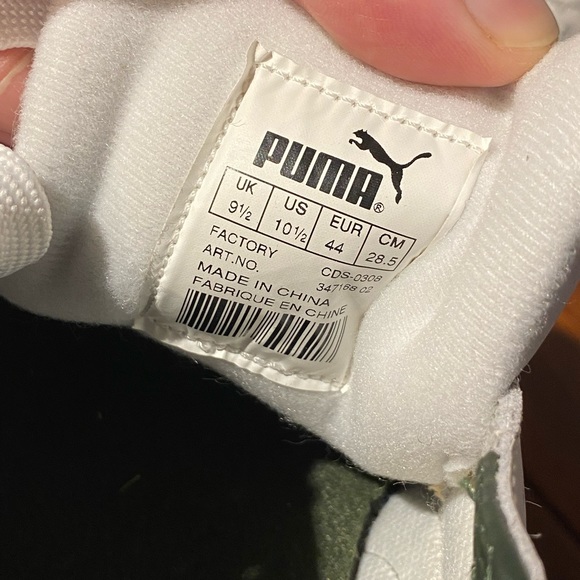 PUMA®
UK US EUR CM
9½ 10½ 44 28.5
FACTORY CDS-0308
ART.NO. 347188 02
MADE IN CHINA
FABRIQUE EN CHINE